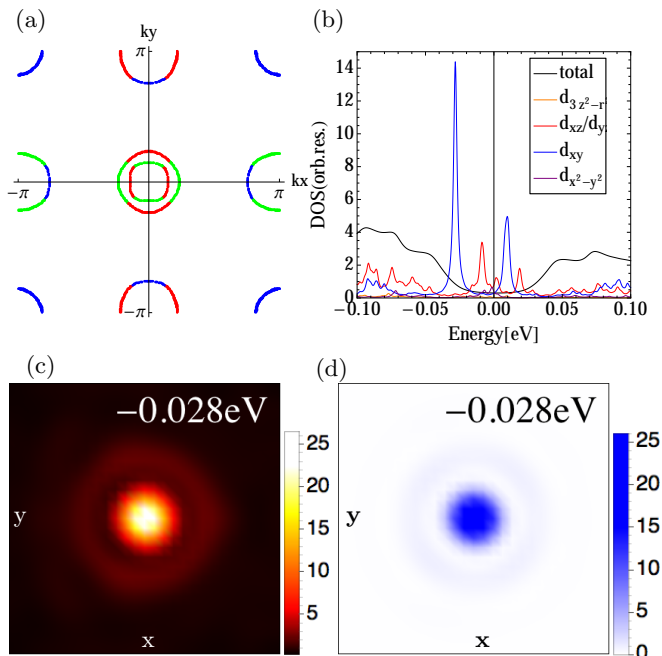 (a)
ky
π
−π
kx
π
−π
(b)
DOS(orb.res.)
14
12
10
8
6
4
2
0
total
d3z²−r²
dxz/dy
dxy
dx²−y²
−0.10
−0.05
0.00
0.05
0.10
Energy[eV]
(c)
−0.028eV
y
x
25
20
15
10
5
(d)
−0.028eV
y
x
25
20
15
10
5
0